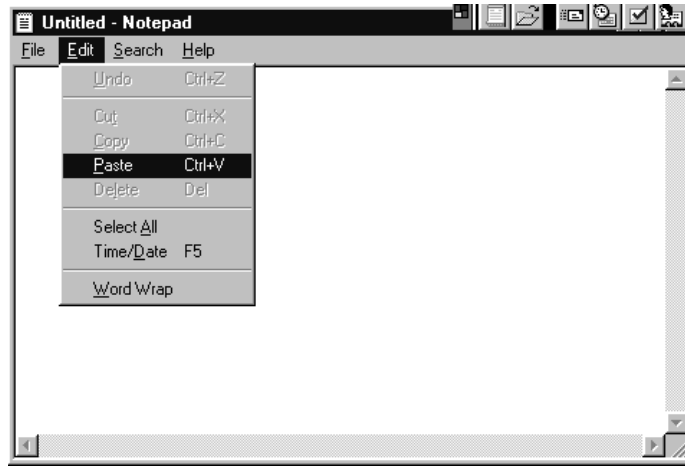 Untitled - Notepad
File Edit Search Help
Undo Ctrl+Z
Cut Ctrl+X
Copy Ctrl+C
Paste Ctrl+V
Delete Del
Select All
Time/Date F5
Word Wrap